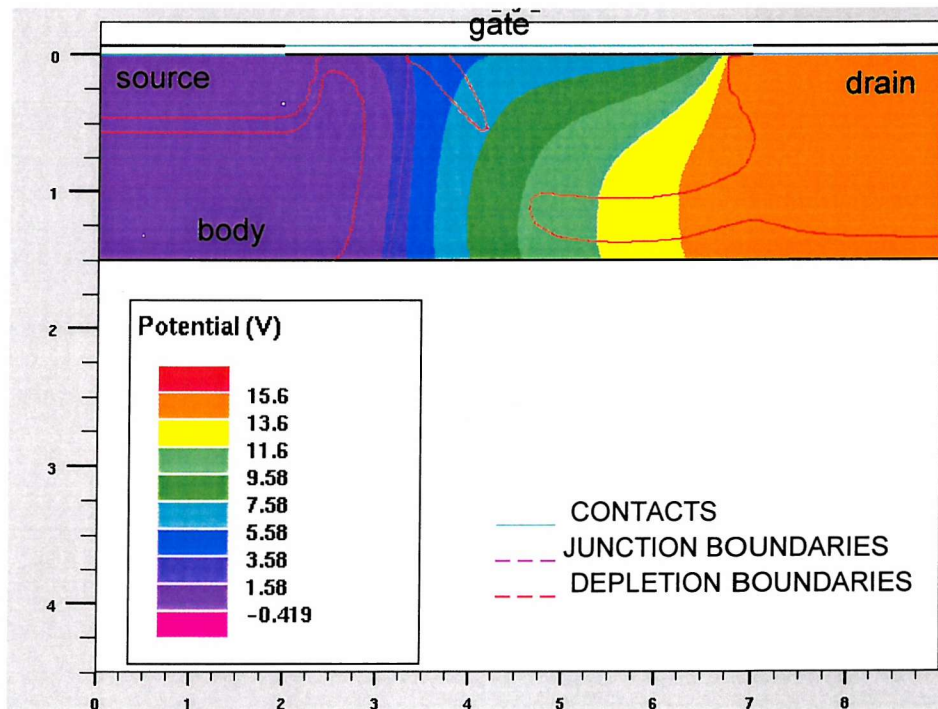 gate
0
source
drain
1
body
2
Potential (V)
15.6
13.6
11.6
9.58
7.58
5.58
3.58
1.58
-0.419
3
CONTACTS
JUNCTION BOUNDARIES
DEPLETION BOUNDARIES
4
0 1 2 3 4 5 6 7 8